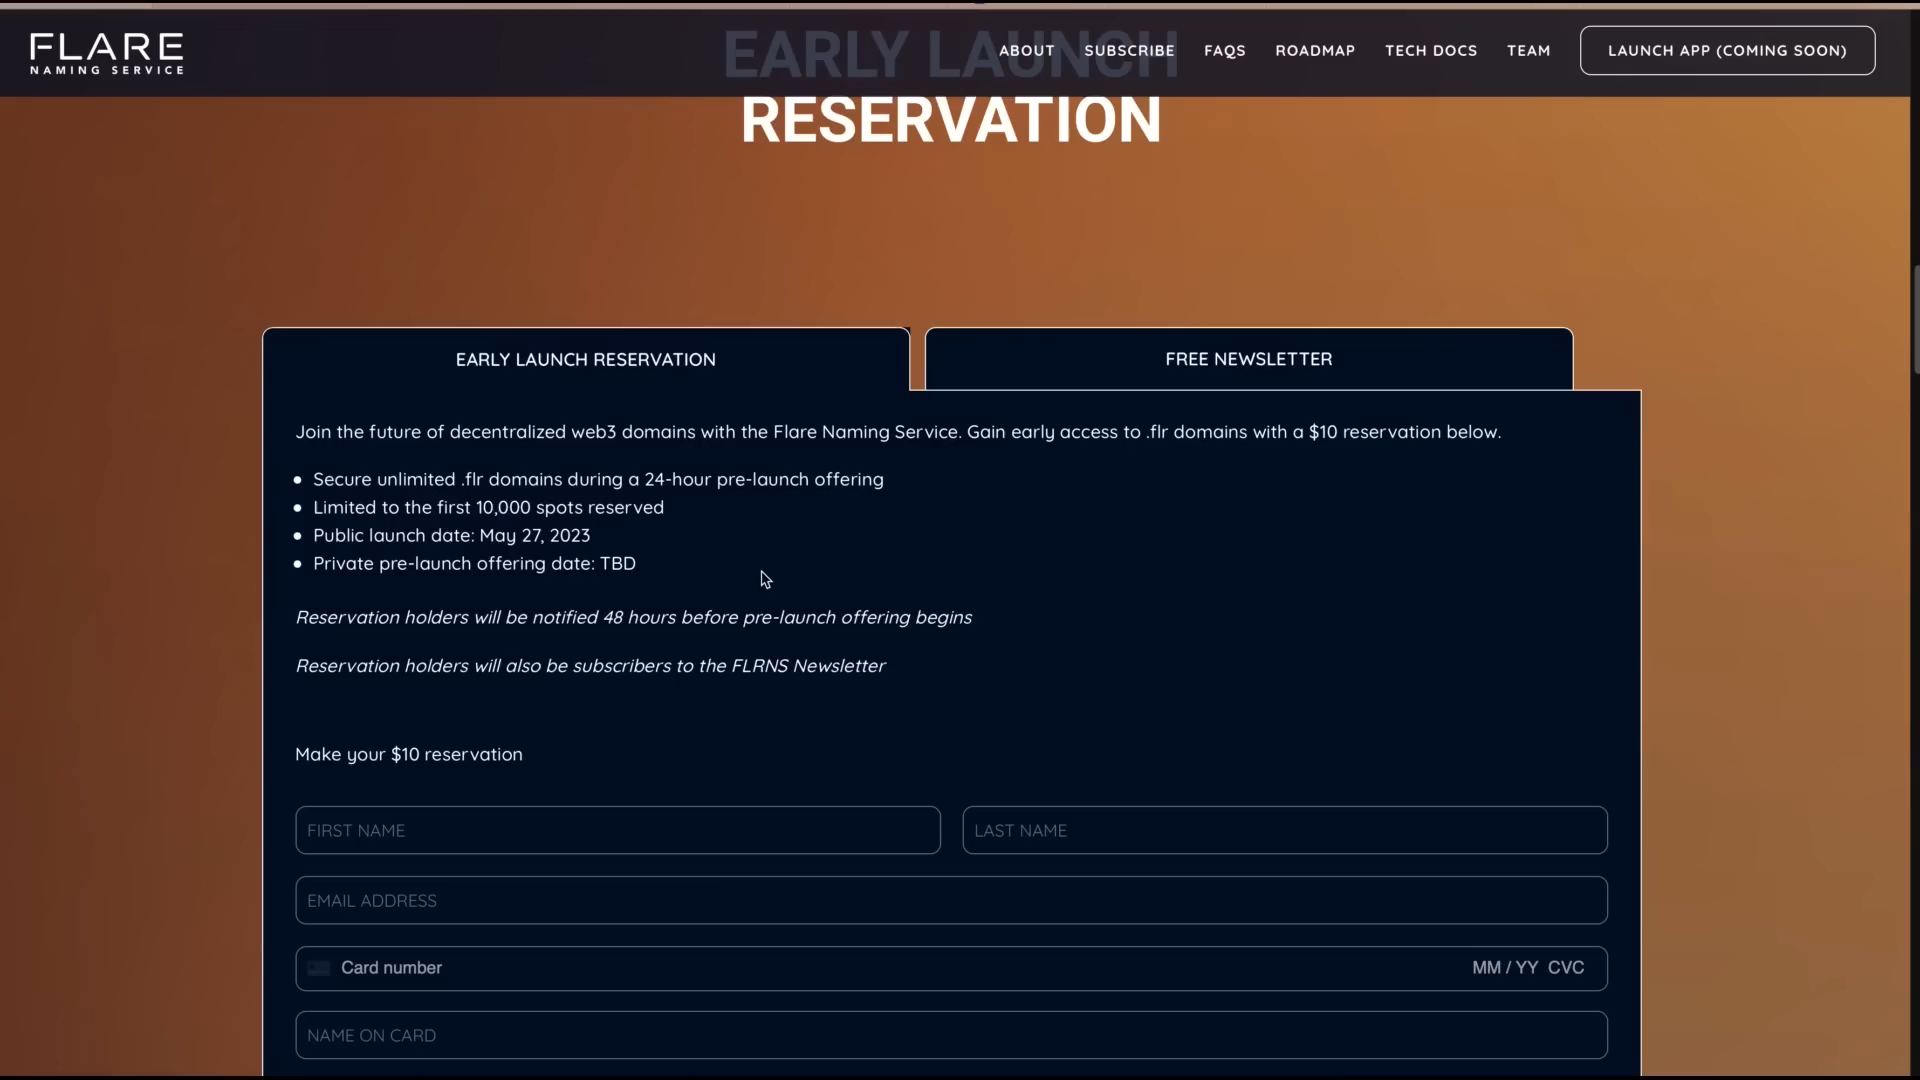 FLARE
NAMING SERVICE
ABOUT SUBSCRIBE FAQS ROADMAP TECH DOCS TEAM LAUNCH APP (COMING SOON)
EARLY LAUNCH
RESERVATION
EARLY LAUNCH RESERVATION
FREE NEWSLETTER
Join the future of decentralized web3 domains with the Flare Naming Service. Gain early access to .flr domains with a $10 reservation below.
Secure unlimited .flr domains during a 24-hour pre-launch offering
Limited to the first 10,000 spots reserved
Public launch date: May 27, 2023
Private pre-launch offering date: TBD
Reservation holders will be notified 48 hours before pre-launch offering begins
Reservation holders will also be subscribers to the FLRNS Newsletter
Make your $10 reservation
FIRST NAME
LAST NAME
EMAIL ADDRESS
Card number MM / YY CVC
NAME ON CARD